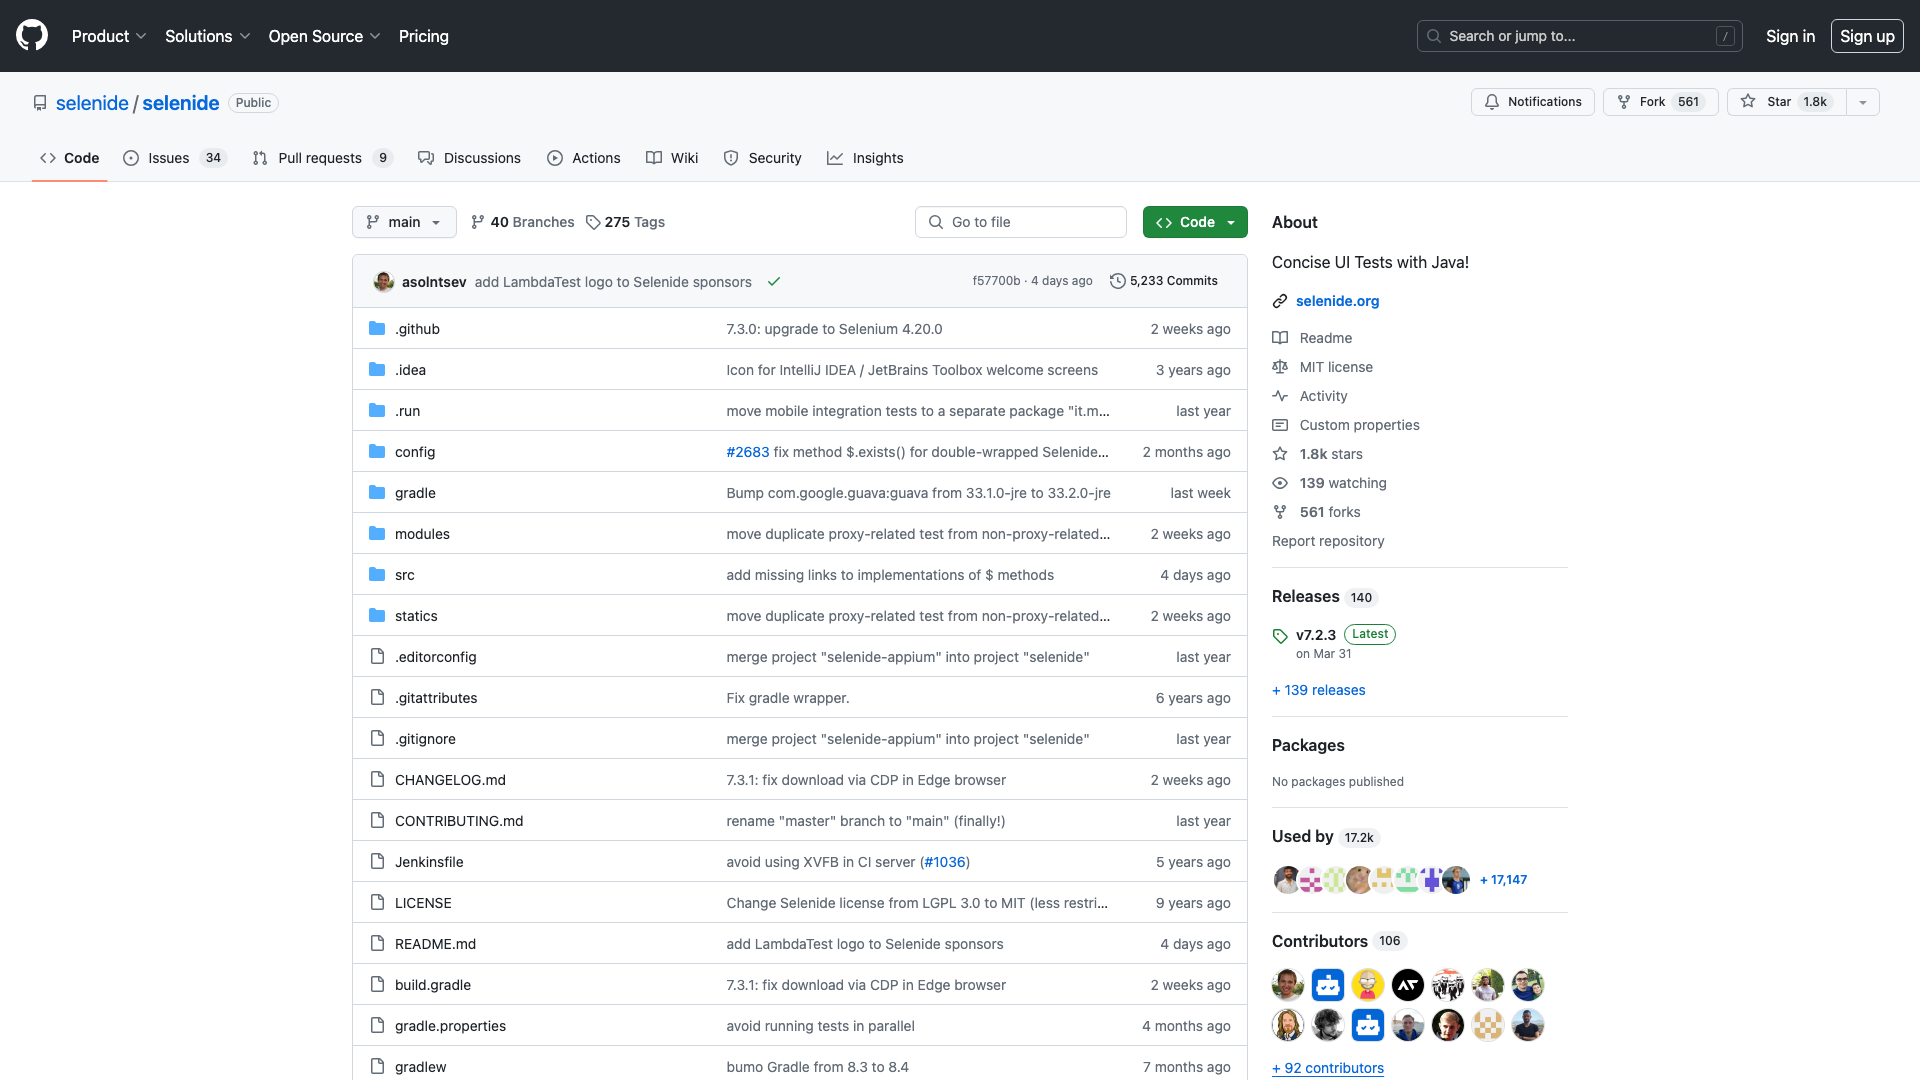 Product Solutions Open Source Pricing Search or jump to... / Sign in Sign up
selenide / selenide Public Notifications Fork 561 Star 1.8k
Code Issues 34 Pull requests 9 Discussions Actions Wiki Security Insights
main 40 Branches 275 Tags Go to file Code
asolntsev add LambdaTest logo to Selenide sponsors f57700b · 4 days ago 5,233 Commits
.github 7.3.0: upgrade to Selenium 4.20.0 2 weeks ago
.idea Icon for IntelliJ IDEA / JetBrains Toolbox welcome screens 3 years ago
.run move mobile integration tests to a separate package "it.m... last year
config #2683 fix method $.exists() for double-wrapped Selenide... 2 months ago
gradle Bump com.google.guava:guava from 33.1.0-jre to 33.2.0-jre last week
modules move duplicate proxy-related test from non-proxy-related... 2 weeks ago
src add missing links to implementations of $ methods 4 days ago
statics move duplicate proxy-related test from non-proxy-related... 2 weeks ago
.editorconfig merge project "selenide-appium" into project "selenide" last year
.gitattributes Fix gradle wrapper. 6 years ago
.gitignore merge project "selenide-appium" into project "selenide" last year
CHANGELOG.md 7.3.1: fix download via CDP in Edge browser 2 weeks ago
CONTRIBUTING.md rename "master" branch to "main" (finally!) last year
Jenkinsfile avoid using XVFB in CI server (#1036) 5 years ago
LICENSE Change Selenide license from LGPL 3.0 to MIT (less restri... 9 years ago
README.md add LambdaTest logo to Selenide sponsors 4 days ago
build.gradle 7.3.1: fix download via CDP in Edge browser 2 weeks ago
gradle.properties avoid running tests in parallel 4 months ago
gradlew bumo Gradle from 8.3 to 8.4 7 months ago
About
Concise UI Tests with Java!
selenide.org
Readme
MIT license
Activity
Custom properties
1.8k stars
139 watching
561 forks
Report repository
Releases 140
v7.2.3 Latest
on Mar 31
+ 139 releases
Packages
No packages published
Used by 17.2k
+ 17,147
Contributors 106
+ 92 contributors